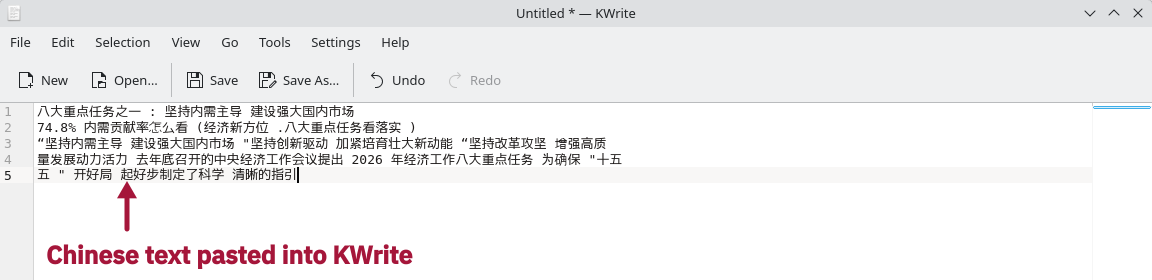 Untitled * — KWrite
File Edit Selection View Go Tools Settings Help
New Open... Save Save As... Undo Redo
1 八大重点任务之一 : 坚持内需主导 建设强大国内市场
2 74.8% 内需贡献率怎么看 (经济新方位 .八大重点任务看落实 )
3 “坚持内需主导 建设强大国内市场 "坚持创新驱动 加紧培育壮大新动能 “坚持改革攻坚 增强高质
4 量发展动力活力 去年底召开的中央经济工作会议提出 2026 年经济工作八大重点任务 为确保 "十五
5 五 " 开好局 起好步制定了科学 清晰的指引
Chinese text pasted into KWrite